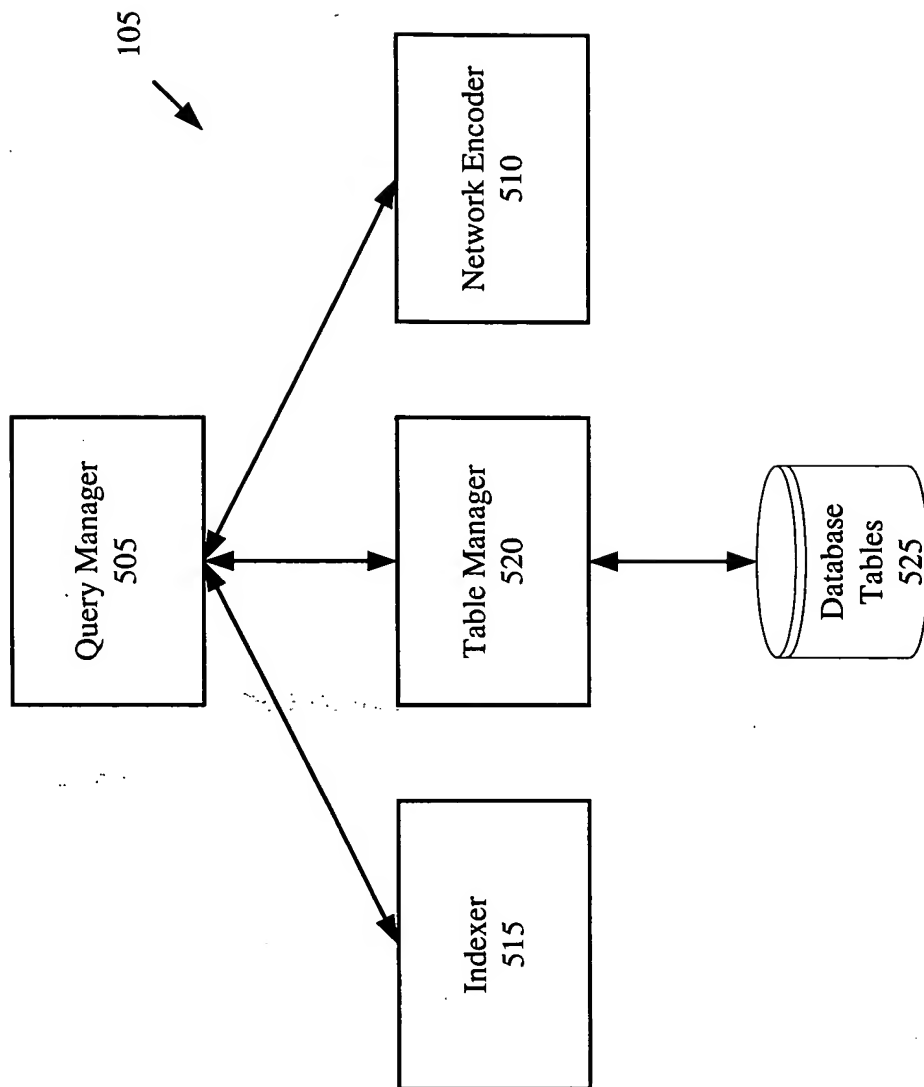 105
Query Manager
505
Indexer
515
Table Manager
520
Network Encoder
510
Database
Tables
525